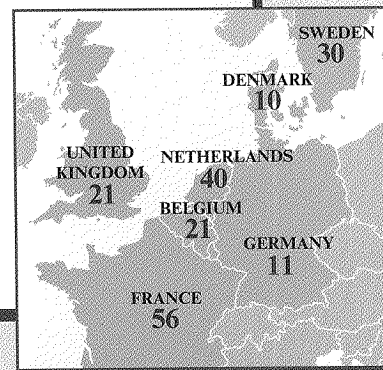 SWEDEN
30
DENMARK
10
UNITED
KINGDOM
21
NETHERLANDS
40
BELGIUM
21
GERMANY
11
FRANCE
56